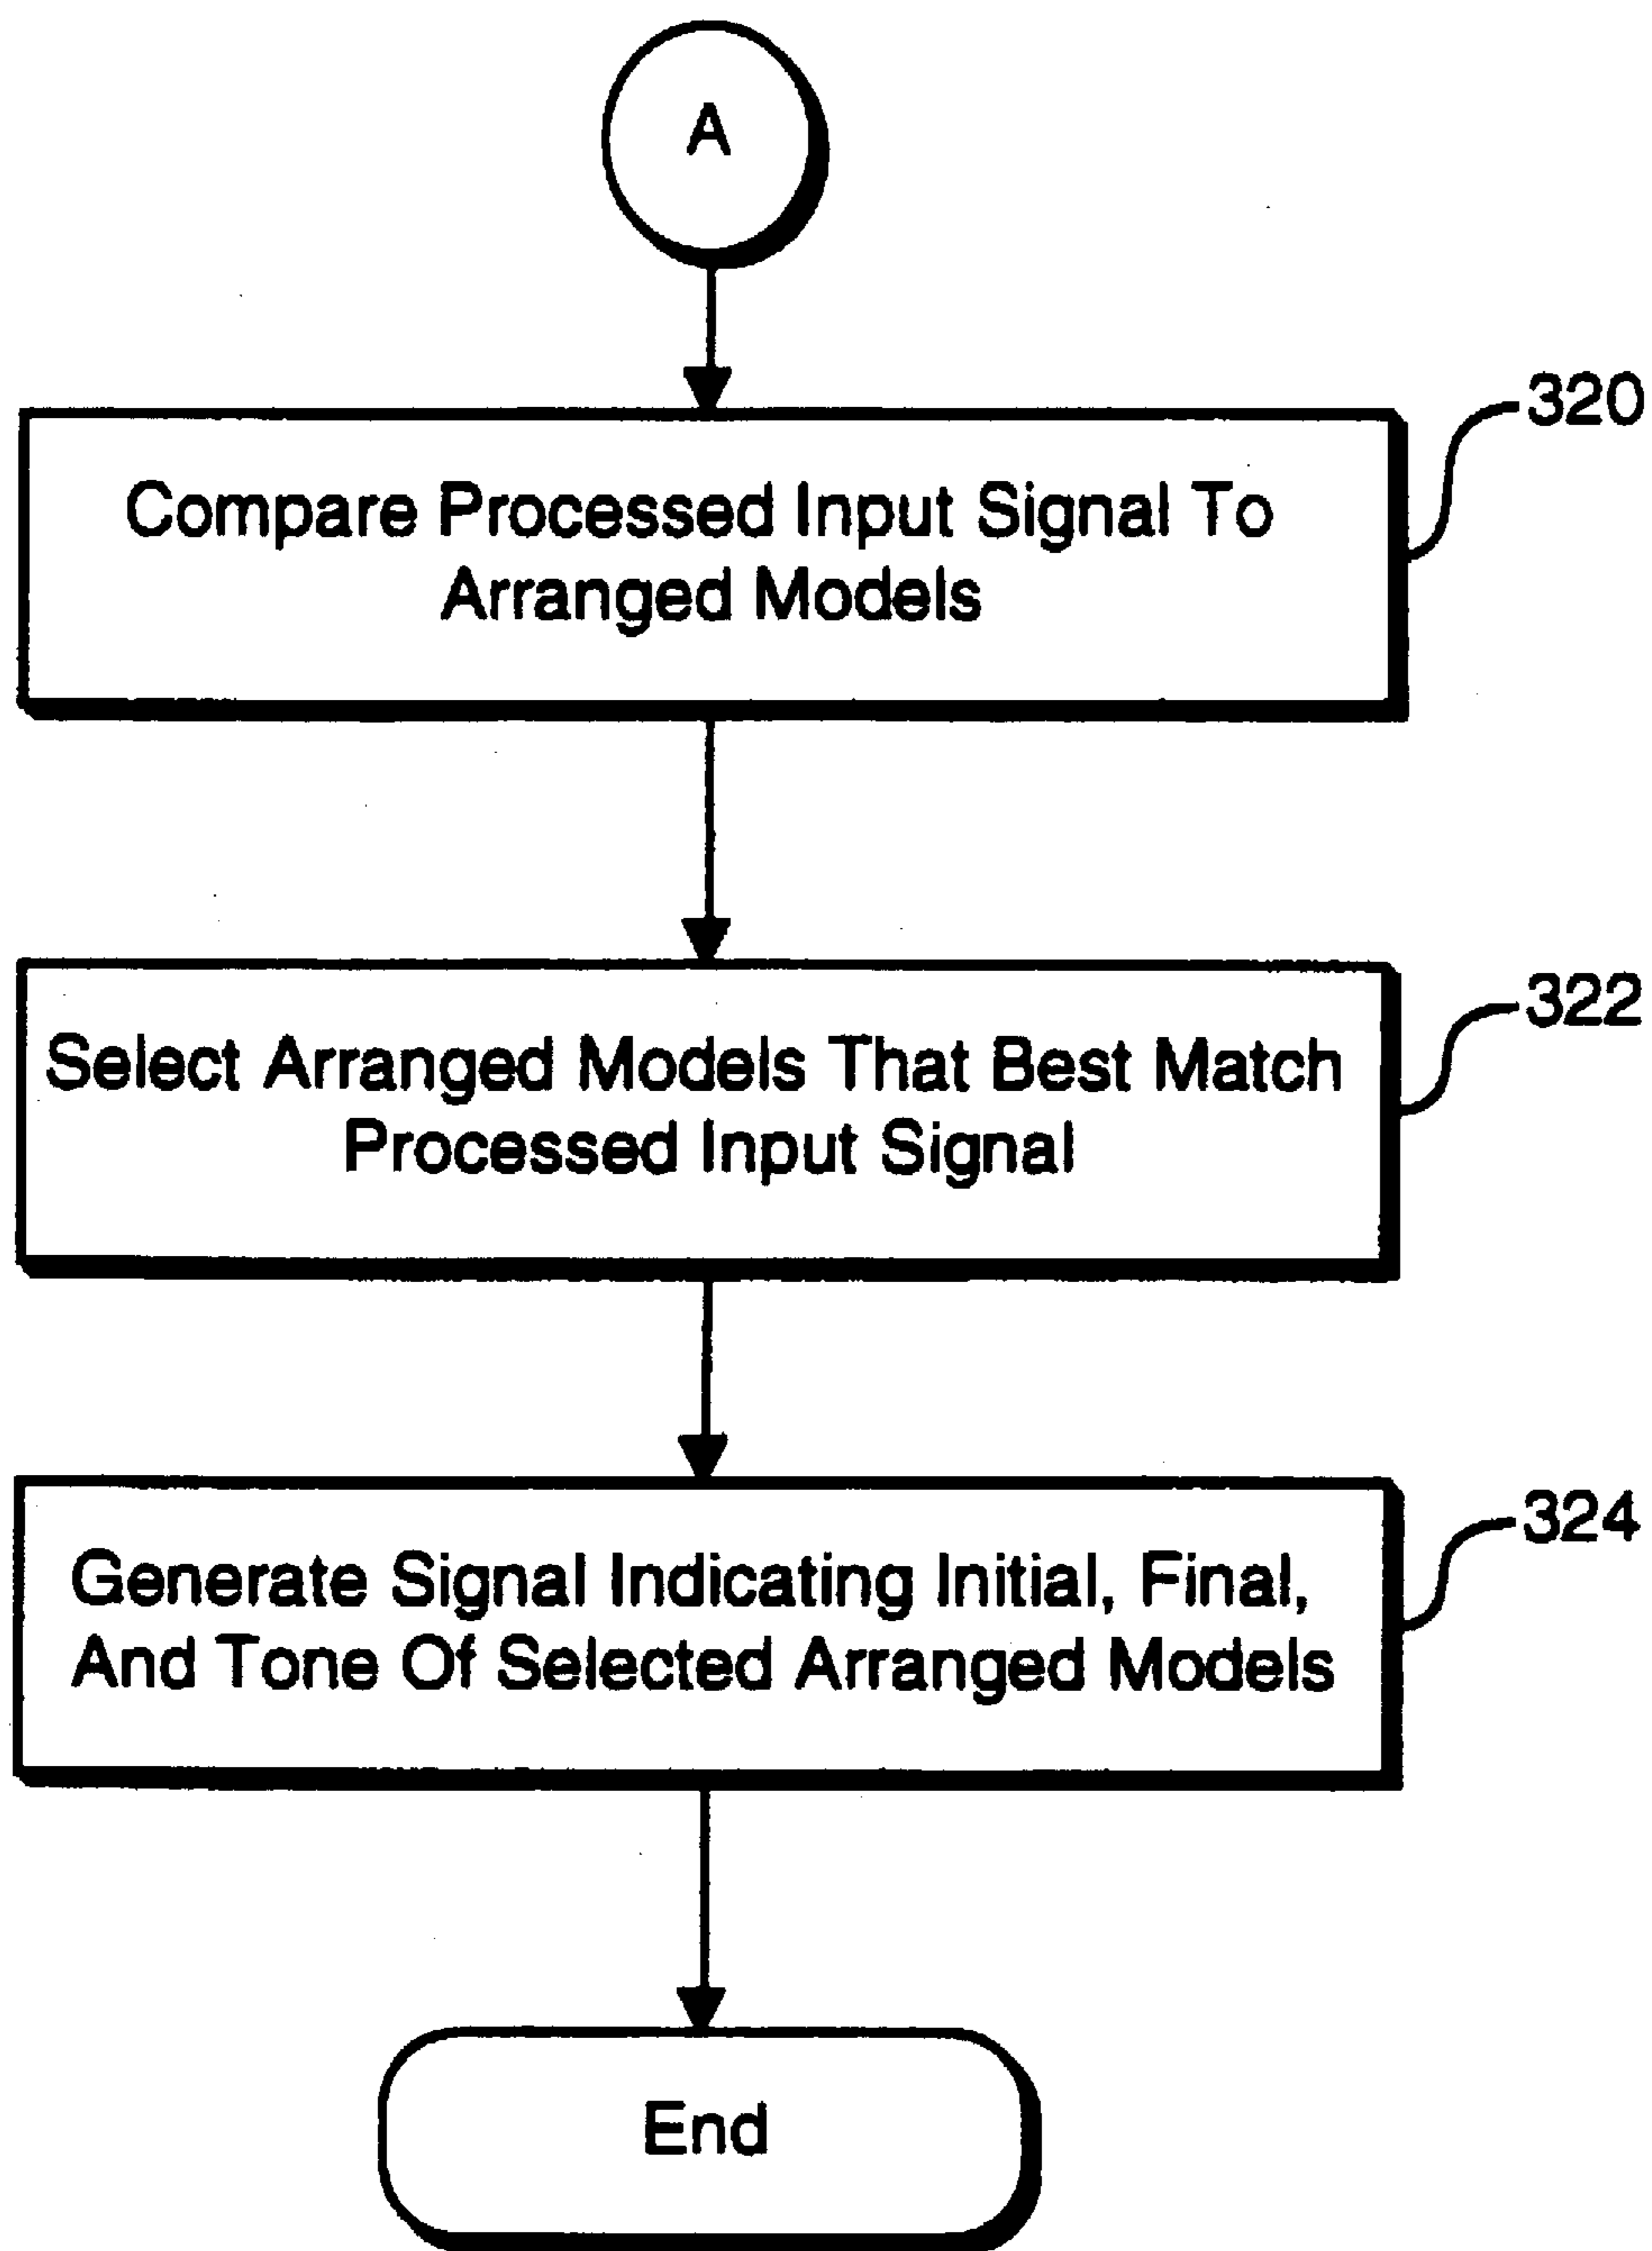 A
320
Compare Processed Input Signal To
Arranged Models
322
Select Arranged Models That Best Match
Processed Input Signal
324
Generate Signal Indicating Initial, Final,
And Tone Of Selected Arranged Models
End